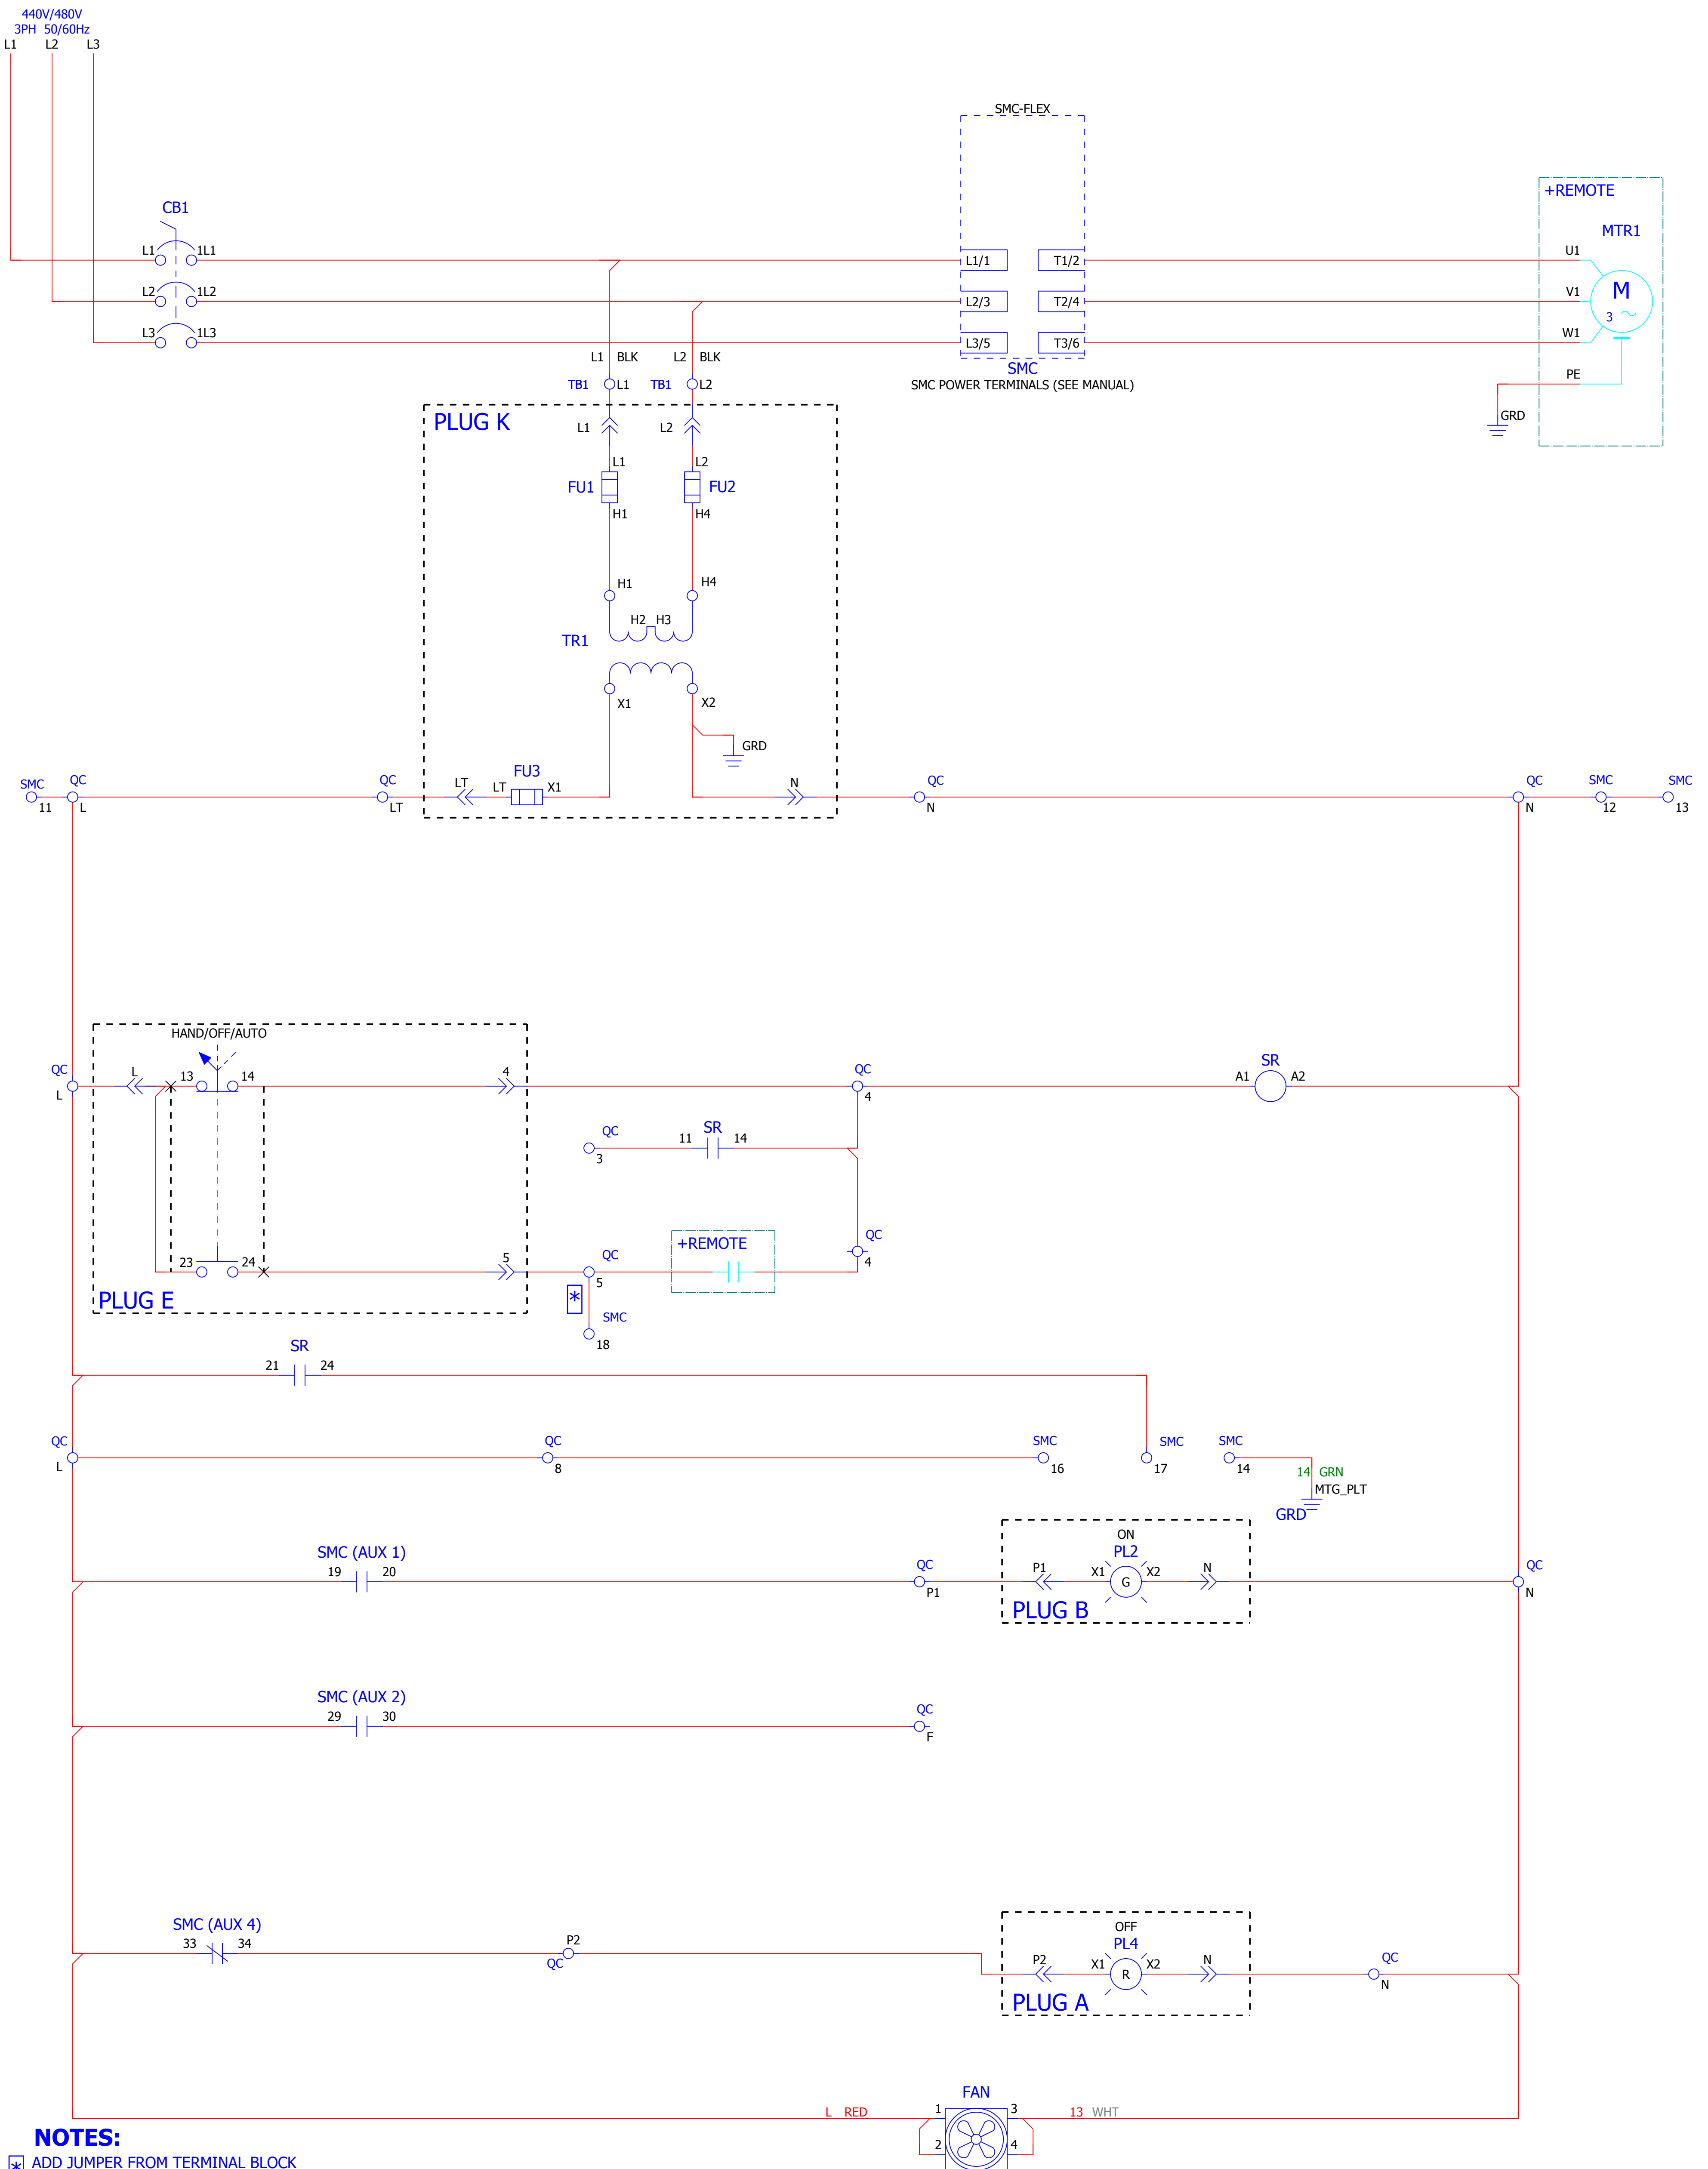 440V/480V
3PH 50/60Hz
L1 L2 L3
SMC-FLEX
+REMOTE
CB1
MTR1
L1 1L1
L1/1 T1/2
U1
L2 1L2
L2/3 T2/4
V1
M
3
L3 1L3
L3/5 T3/6
W1
L1 BLK L2 BLK
SMC
SMC POWER TERMINALS (SEE MANUAL)
PE
TB1 L1 TB1 L2
GRD
PLUG K
L1 L2
L1 L2
FU1 FU2
H1 H4
H1 H4
H2 H3
TR1
X1 X2
GRD
SMC QC QC LT LT FU3 X1 N QC QC SMC SMC
11 L LT N N 12 13
HAND/OFF/AUTO
QC L 13 14 4 QC SR
L 4 A1 A2
QC 11 SR 14
3
+REMOTE QC
23 24 5 QC
5 4
PLUG E
*
SMC
18
SR
21 24
QC QC SMC SMC SMC
L 8 16 17 14
14 GRN
MTG_PLT
GRD
ON
SMC (AUX 1) PL2
19 20 QC P1 X1 G X2 N QC
P1 N
PLUG B
SMC (AUX 2)
29 30 QC
F
OFF
SMC (AUX 4) PL4
33 34 P2 P2 X1 R X2 N QC
QC N
PLUG A
FAN
L RED 1 3 13 WHT
2 4
NOTES:
* ADD JUMPER FROM TERMINAL BLOCK